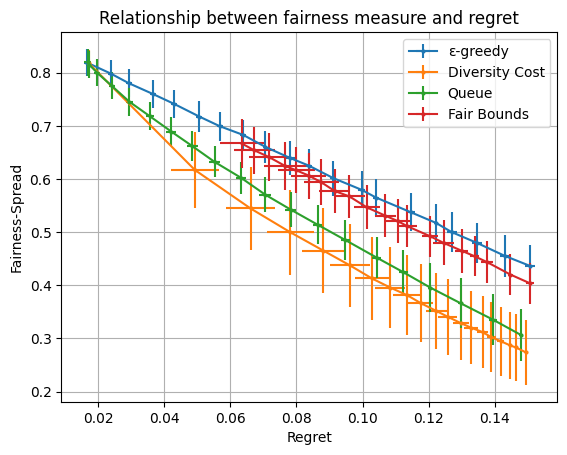 Relationship between fairness measure and regret
ε-greedy
Diversity Cost
Queue
Fair Bounds
Fairness-Spread
0.8
0.7
0.6
0.5
0.4
0.3
0.2
0.02 0.04 0.06 0.08 0.10 0.12 0.14
Regret